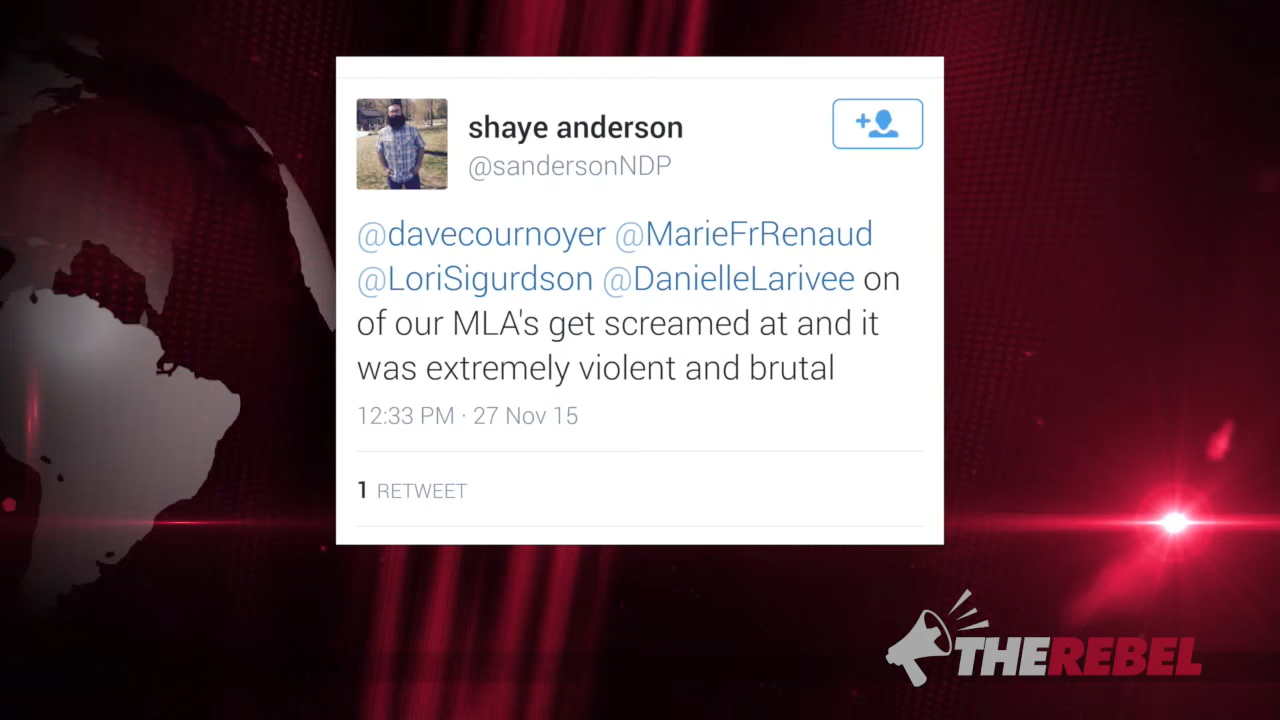 shaye anderson
@sandersonNDP
@davecournoyer @MarieFrRenaud
@LoriSigurdson @DanielleLarivee on
of our MLA's get screamed at and it
was extremely violent and brutal
12:33 PM · 27 Nov 15
1 RETWEET
THEREBEL